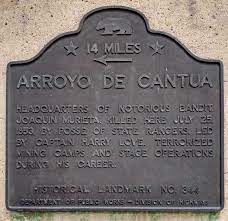 14 MILES
ARROYO DE CANTUA
HEADQUARTERS OF NOTORIOUS BANDIT
JOAQUIN MURIETA. KILLED HERE JULY 25,
1853 BY POSSE OF STATE RANGERS, LED
BY CAPTAIN HARRY LOVE. TERRORIZED
MINING CAMPS AND STAGE OPERATIONS
DURING HIS CAREER.
HISTORICAL LANDMARK NO. 344
DEPARTMENT OF PUBLIC WORKS – DIVISION OF HIGHWAYS